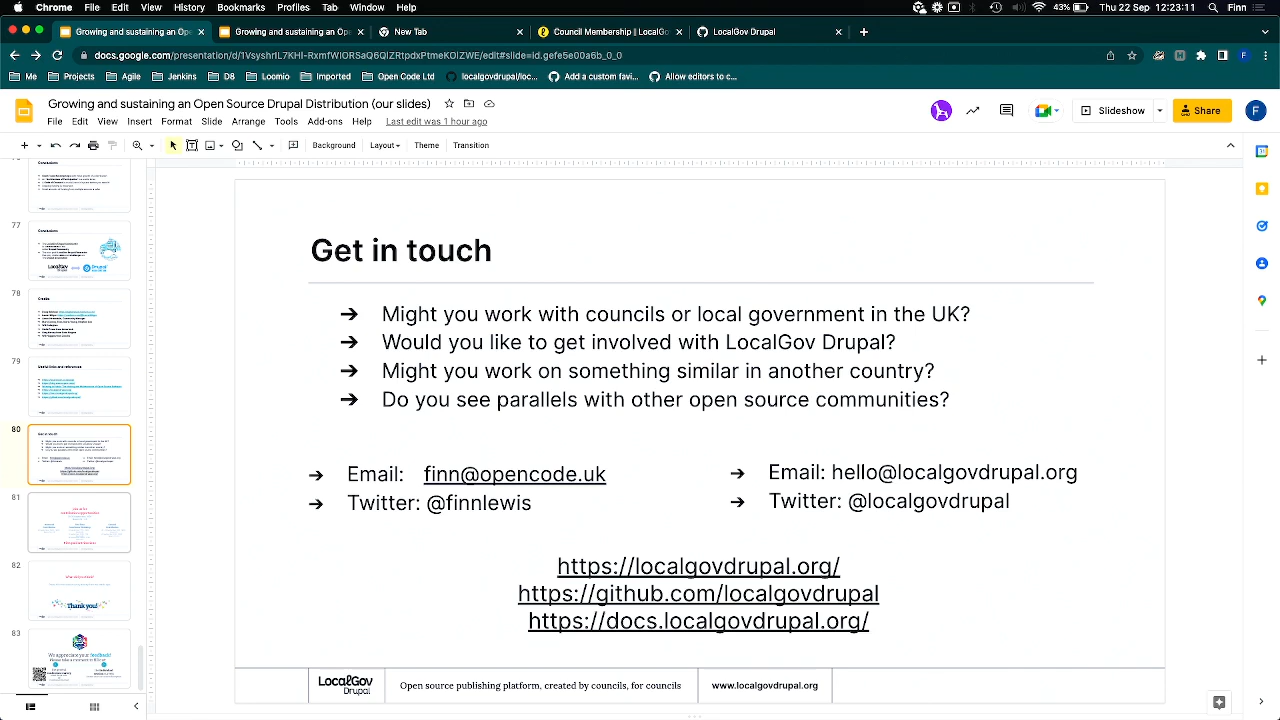 Chrome File Edit View History Bookmarks Profiles Tab Window Help 43% Thu 22 Sep 12:23:11 Finn
Growing and sustaining an Ope Growing and sustaining an Ope New Tab Council Membership | LocalGo LocalGov Drupal
docs.google.com/presentation/d/
Me Projects Agile Jenkins D8 Loomio Imported Open Code Ltd localgovdrupal/loc... Add a custom favi... Allow editors to c...
Growing and sustaining an Open Source Drupal Distribution (our slides)
File Edit View Insert Format Slide Arrange Tools Add-ons Help Last edit was 1 hour ago
Slideshow Share F
Background Layout Theme Transition
77
78
79
80
81
82
83
Conclusions
Credits
Useful links and references
Get in touch
Thank you!
We appreciate your feedback!
Get in touch
➔ Might you work with councils or local government in the UK?
➔ Would you like to get involved with LocalGov Drupal?
➔ Might you work on something similar in another country?
➔ Do you see parallels with other open source communities?
➔ Email: finn@opencode.uk
➔ Twitter: @finnlewis
➔ Email: hello@localgovdrupal.org
➔ Twitter: @localgovdrupal
https://localgovdrupal.org/
https://github.com/localgovdrupal
https://docs.localgovdrupal.org/
LocalGov Drupal
Open source publishing platform, created by councils, for councils
www.localgovdrupal.org